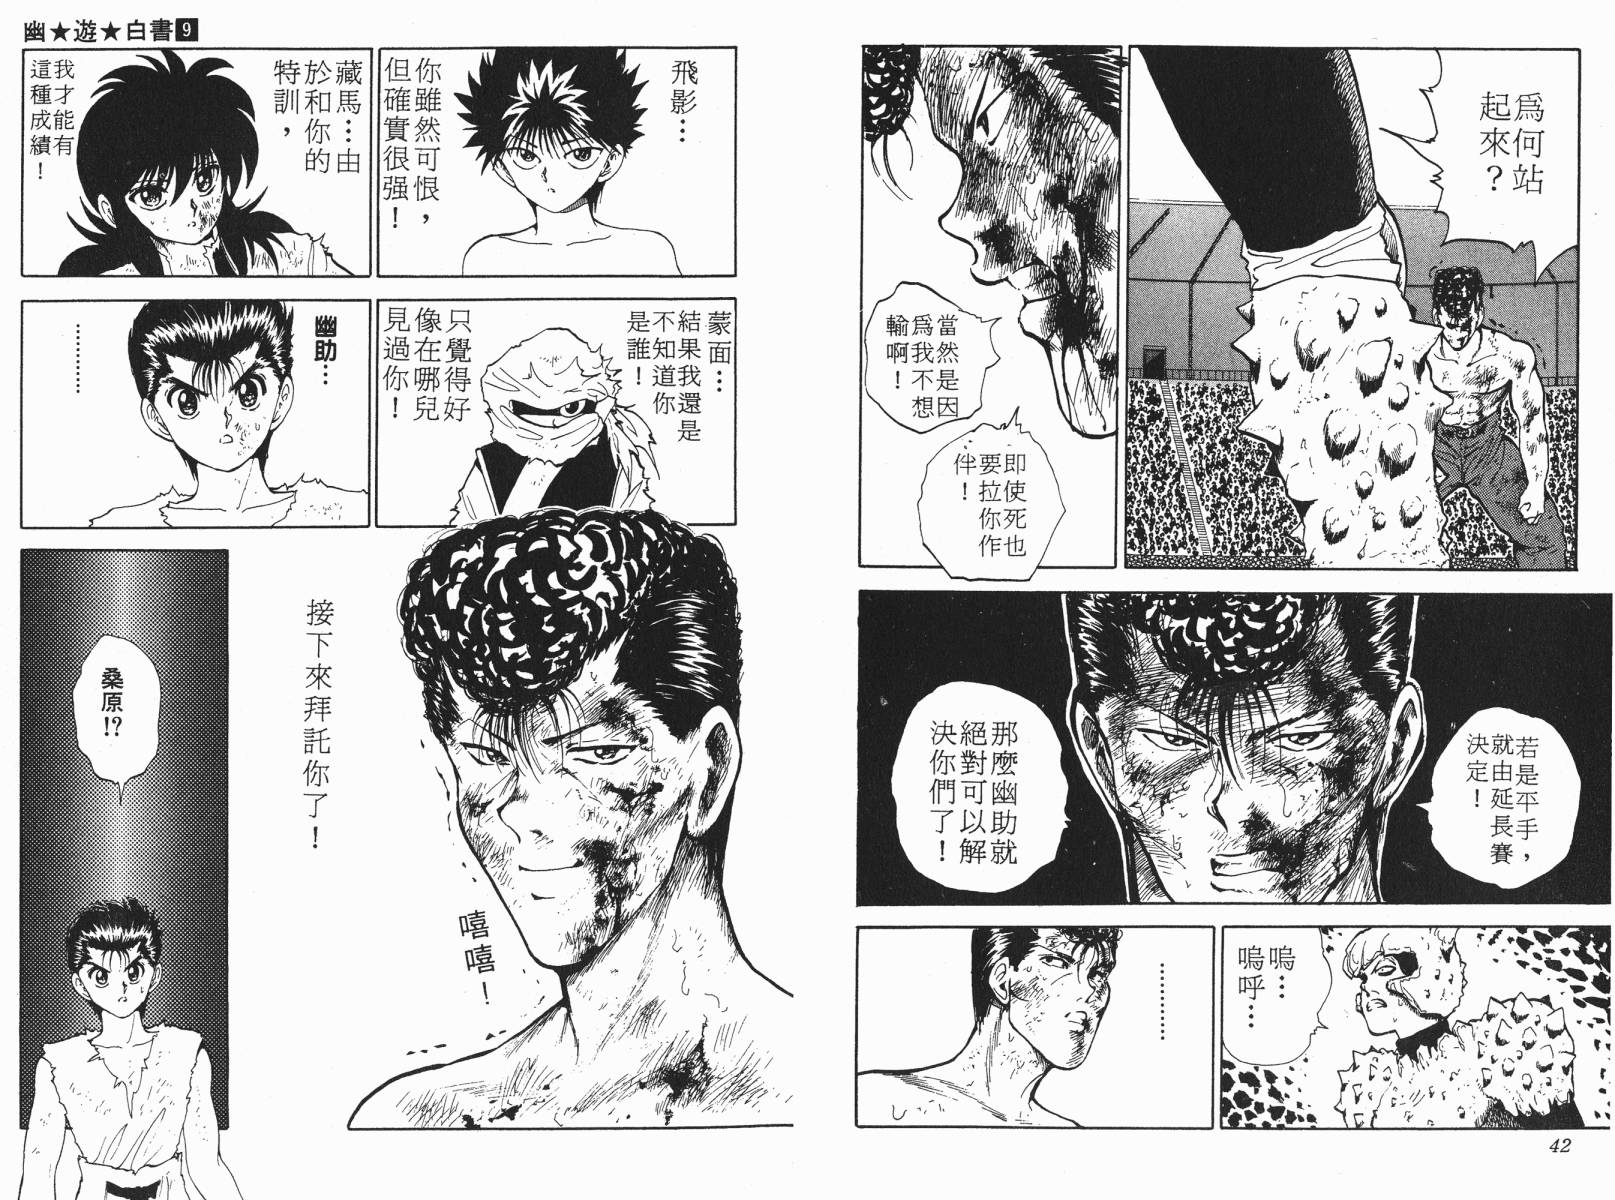 爲何站
起來？
當然是因
爲我不想
輸啊！
即使死也
要拉你作
伴！
若是平手，
就由延長賽
決定！
那麼幽助就
絕對可以解
決你們了！
嗚…
嗚呼…
…………
42
幽★遊★白書9
飛影…
你雖然可恨，
但確實很强！
藏馬…由
於和你的
特訓，
我才能有
這種成績！
蒙面…
結果我還是
不知道你
是誰！
只覺得好
像在哪兒
見過你！
幽助…
…………
接下來拜託你了！
嘻嘻！
桑原!?